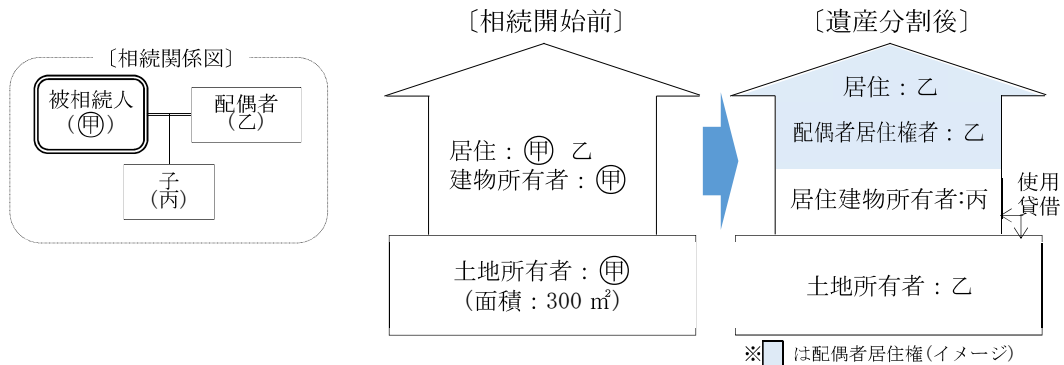 〔相続関係図〕
被相続人
（㊙甲）
配偶者
（乙）
子
（丙）
〔相続開始前〕
居住：甲 乙
建物所有者：甲
土地所有者：甲
（面積：300 ㎡）
〔遺産分割後〕
居住：乙
配偶者居住権者：乙
居住建物所有者：丙
使用
貸借
土地所有者：乙
※ は配偶者居住権（イメージ）